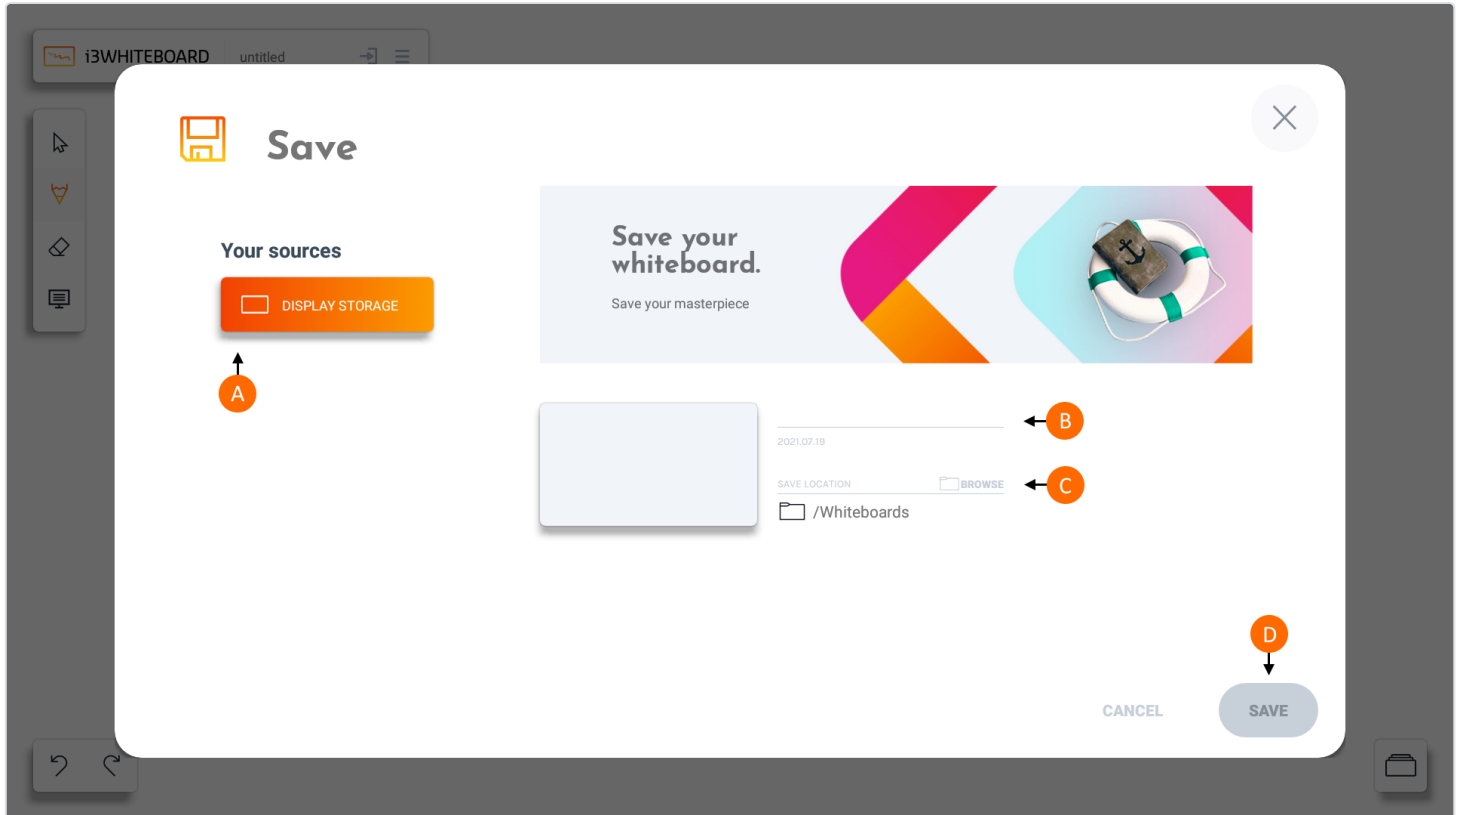 i3WHITEBOARD untitled
Save
Your sources
DISPLAY STORAGE
A
Save your
whiteboard.
Save your masterpiece
B
2021.07.19
SAVE LOCATION BROWSE
C
/Whiteboards
D
CANCEL SAVE